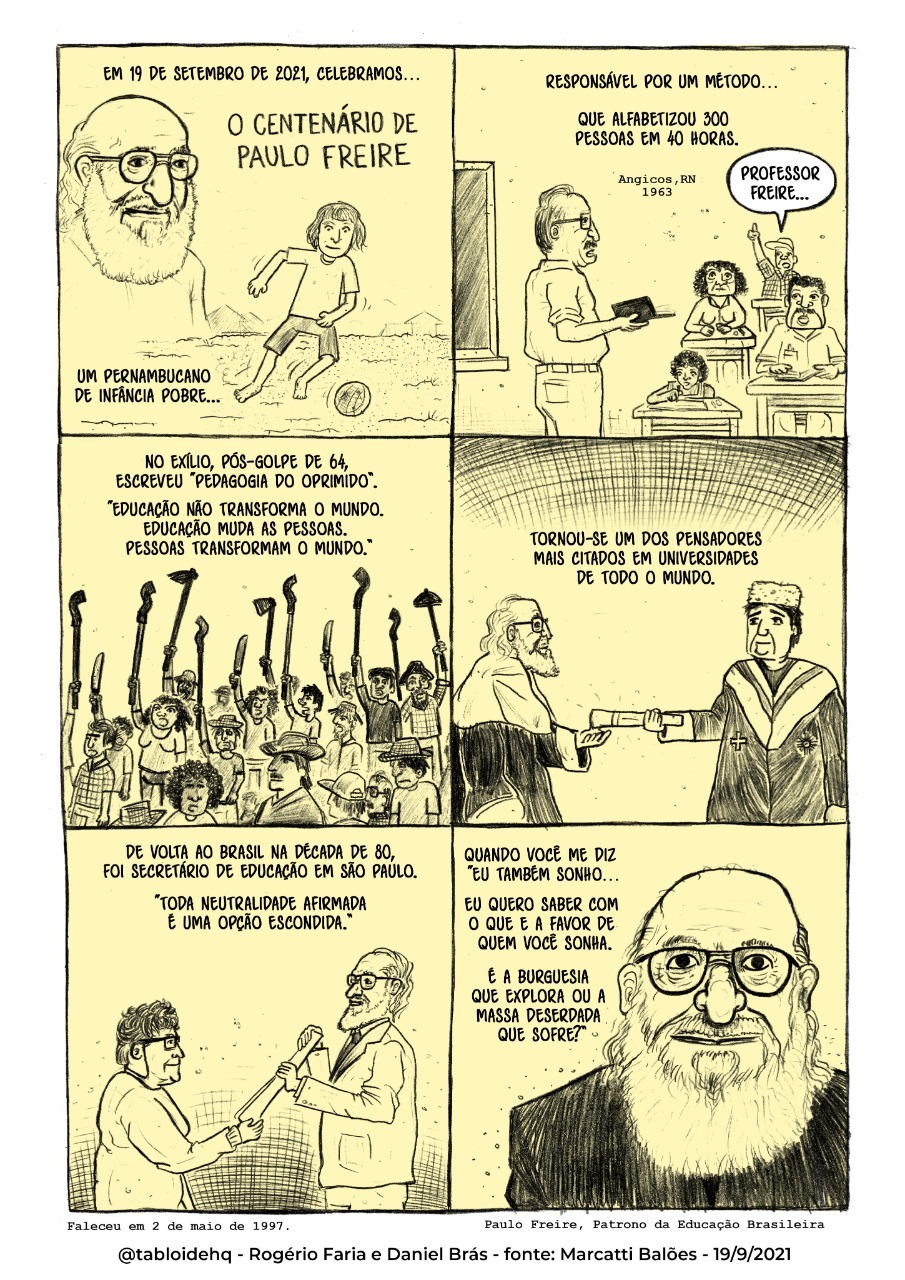 EM 19 DE SETEMBRO DE 2021, CELEBRAMOS...
O CENTENÁRIO DE
PAULO FREIRE
UM PERNAMBUCANO
DE INFÂNCIA POBRE...
RESPONSÁVEL POR UM MÉTODO...
QUE ALFABETIZOU 300
PESSOAS EM 40 HORAS.
Angicos,RN
1963
PROFESSOR
FREIRE...
NO EXÍLIO, PÓS-GOLPE DE 64,
ESCREVEU "PEDAGOGIA DO OPRIMIDO".
"EDUCAÇÃO NÃO TRANSFORMA O MUNDO.
EDUCAÇÃO MUDA AS PESSOAS.
PESSOAS TRANSFORMAM O MUNDO."
TORNOU-SE UM DOS PENSADORES
MAIS CITADOS EM UNIVERSIDADES
DE TODO O MUNDO.
DE VOLTA AO BRASIL NA DÉCADA DE 80,
FOI SECRETÁRIO DE EDUCAÇÃO EM SÃO PAULO.
"TODA NEUTRALIDADE AFIRMADA
É UMA OPÇÃO ESCONDIDA."
QUANDO VOCÊ ME DIZ
"EU TAMBÉM SONHO...
EU QUERO SABER COM
O QUE E A FAVOR DE
QUEM VOCÊ SONHA.
É A BURGUESIA
QUE EXPLORA OU A
MASSA DESERDADA
QUE SOFRE?"
Faleceu em 2 de maio de 1997.
Paulo Freire, Patrono da Educação Brasileira
@tabloidehq - Rogério Faria e Daniel Brás - fonte: Marcatti Balões - 19/9/2021